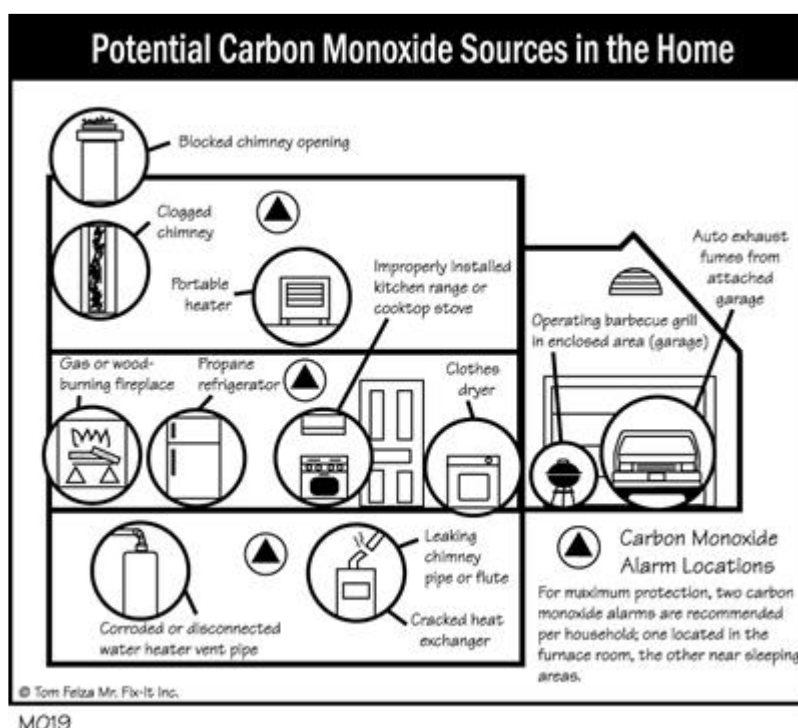 Potential Carbon Monoxide Sources in the Home
Blocked chimney opening
Clogged
chimney
Portable
heater
Improperly installed
kitchen range or
cooktop stove
Auto exhaust
fumes from
attached
garage
Operating barbecue grill
in enclosed area (garage)
Gas or wood-
burning fireplace
Propane
refrigerator
Clothes
dryer
Leaking
chimney
pipe or flute
Cracked heat
exchanger
Corroded or disconnected
water heater vent pipe
Carbon Monoxide
Alarm Locations
For maximum protection, two carbon
monoxide alarms are recommended
per household; one located in the
furnace room, the other near sleeping
areas.
© Tom Feiza Mr. Fix-It Inc.
M019